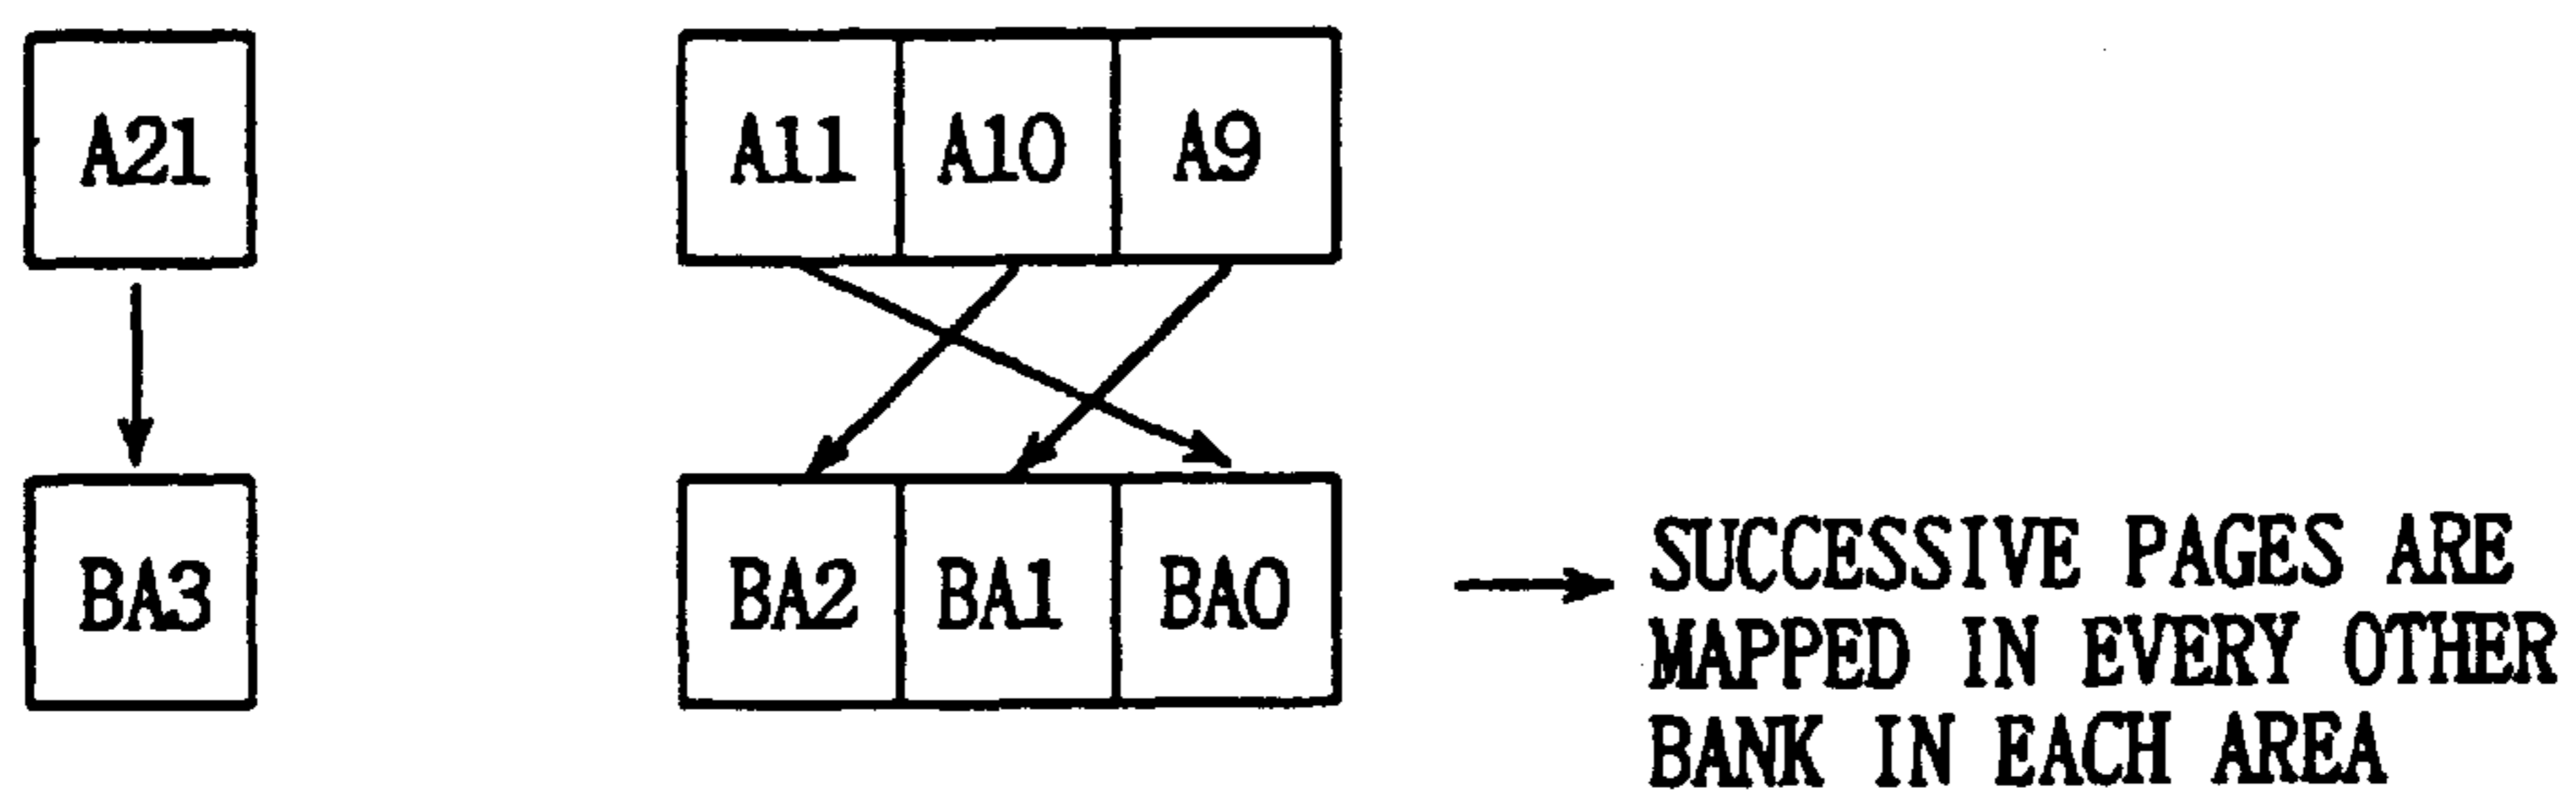 A21 A11 A10 A9
BA3 BA2 BA1 BA0
SUCCESSIVE PAGES ARE
MAPPED IN EVERY OTHER
BANK IN EACH AREA